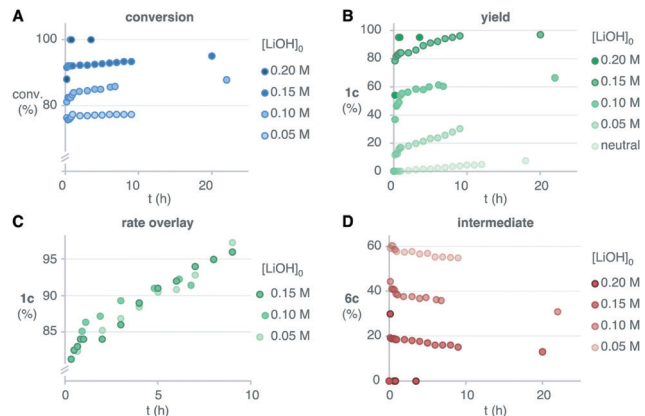 A
conversion
[LiOH]0
100
80
0
conv.
(%)
0.20 M
0.15 M
0.10 M
0.05 M
0
10
20
t (h)
B
yield
[LiOH]0
100
80
60
40
20
0
1c
(%)
0.20 M
0.15 M
0.10 M
0.05 M
neutral
0
10
20
t (h)
C
rate overlay
[LiOH]0
95
90
85
0
1c
(%)
0.15 M
0.10 M
0.05 M
0
5
10
t (h)
D
intermediate
[LiOH]0
60
40
20
0
6c
(%)
0.20 M
0.15 M
0.10 M
0.05 M
0
10
20
t (h)